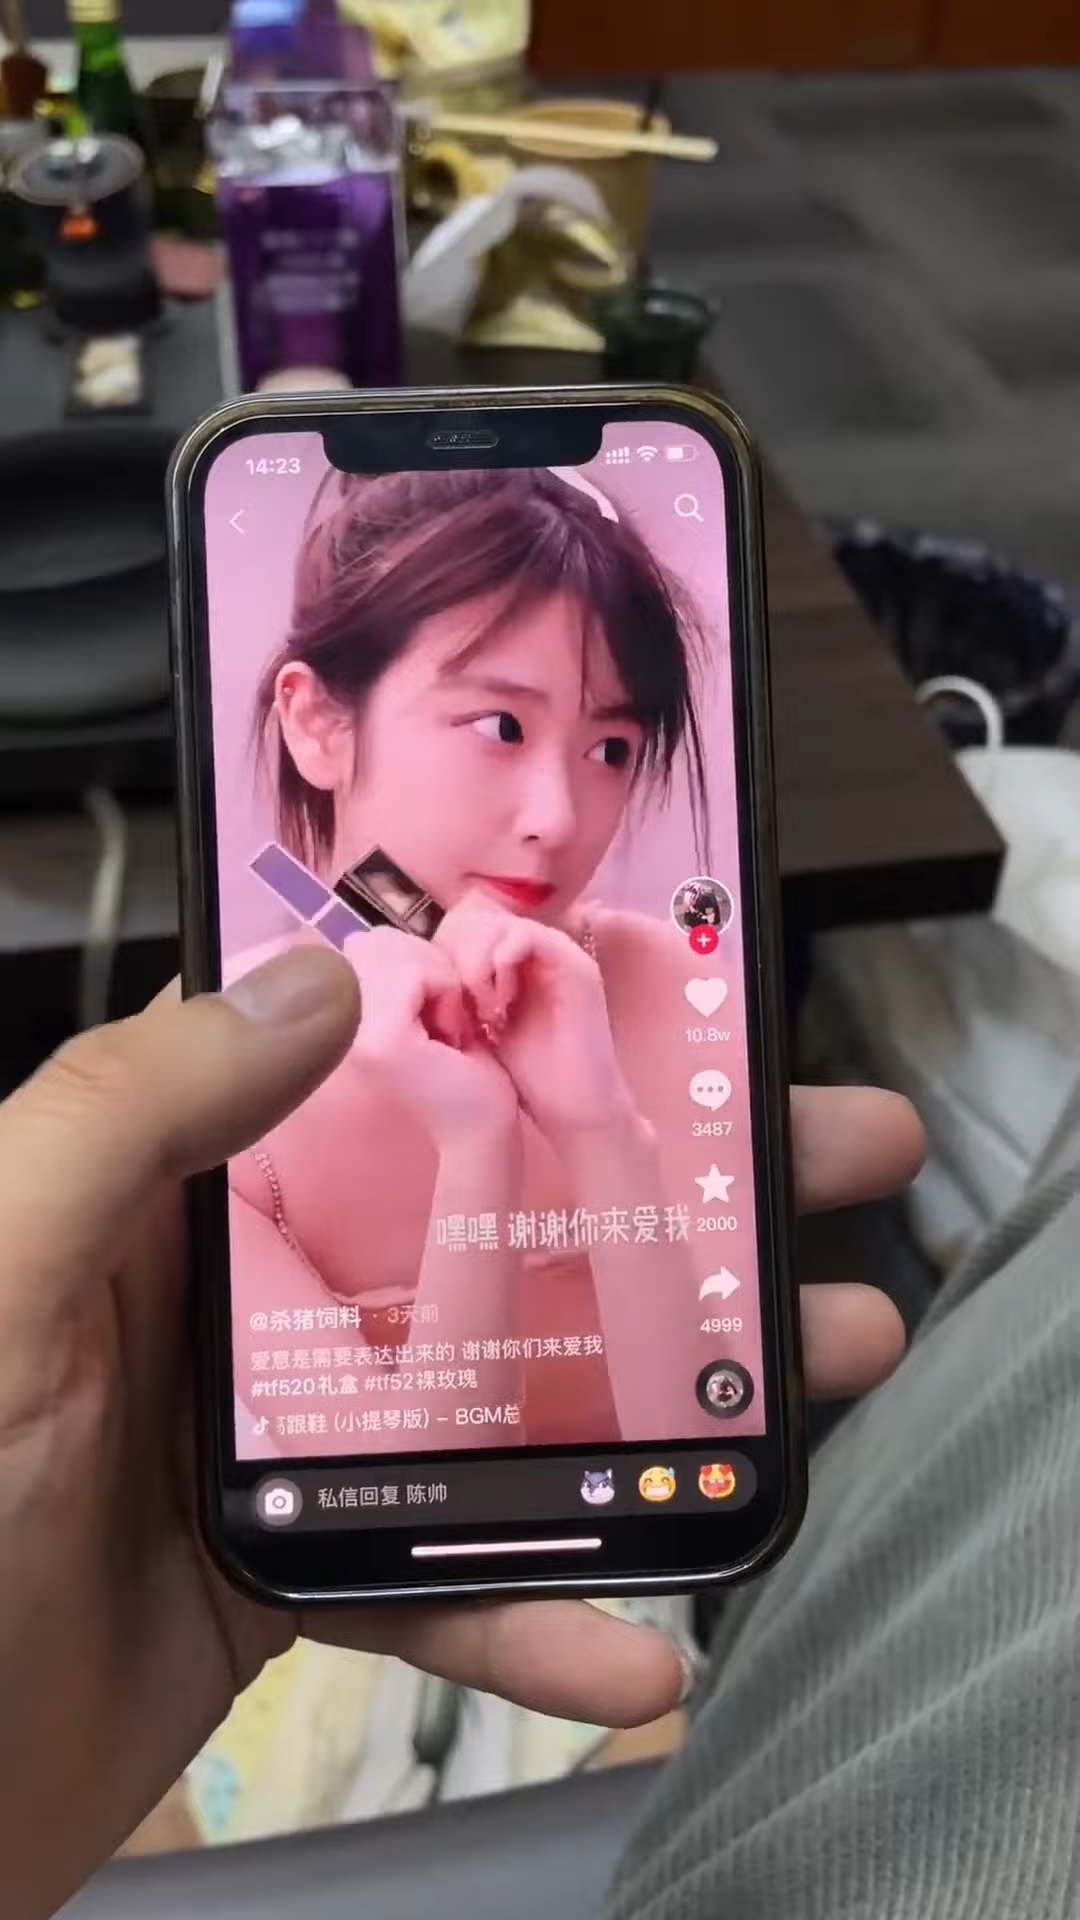 14:23
10.8w
3487
嘿嘿 谢谢你来爱我
2000
@杀猪饲料 · 3天前
4999
爱意是需要表达出来的 谢谢你们来爱我
#tf520礼盒 #tf52裸玫瑰
跟鞋 (小提琴版) – BGM总
私信回复 陈帅